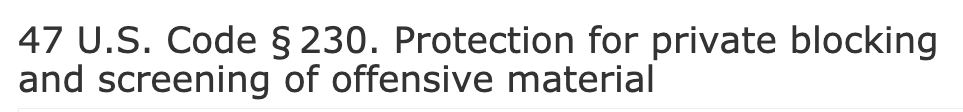 47 U.S. Code § 230. Protection for private blocking
and screening of offensive material